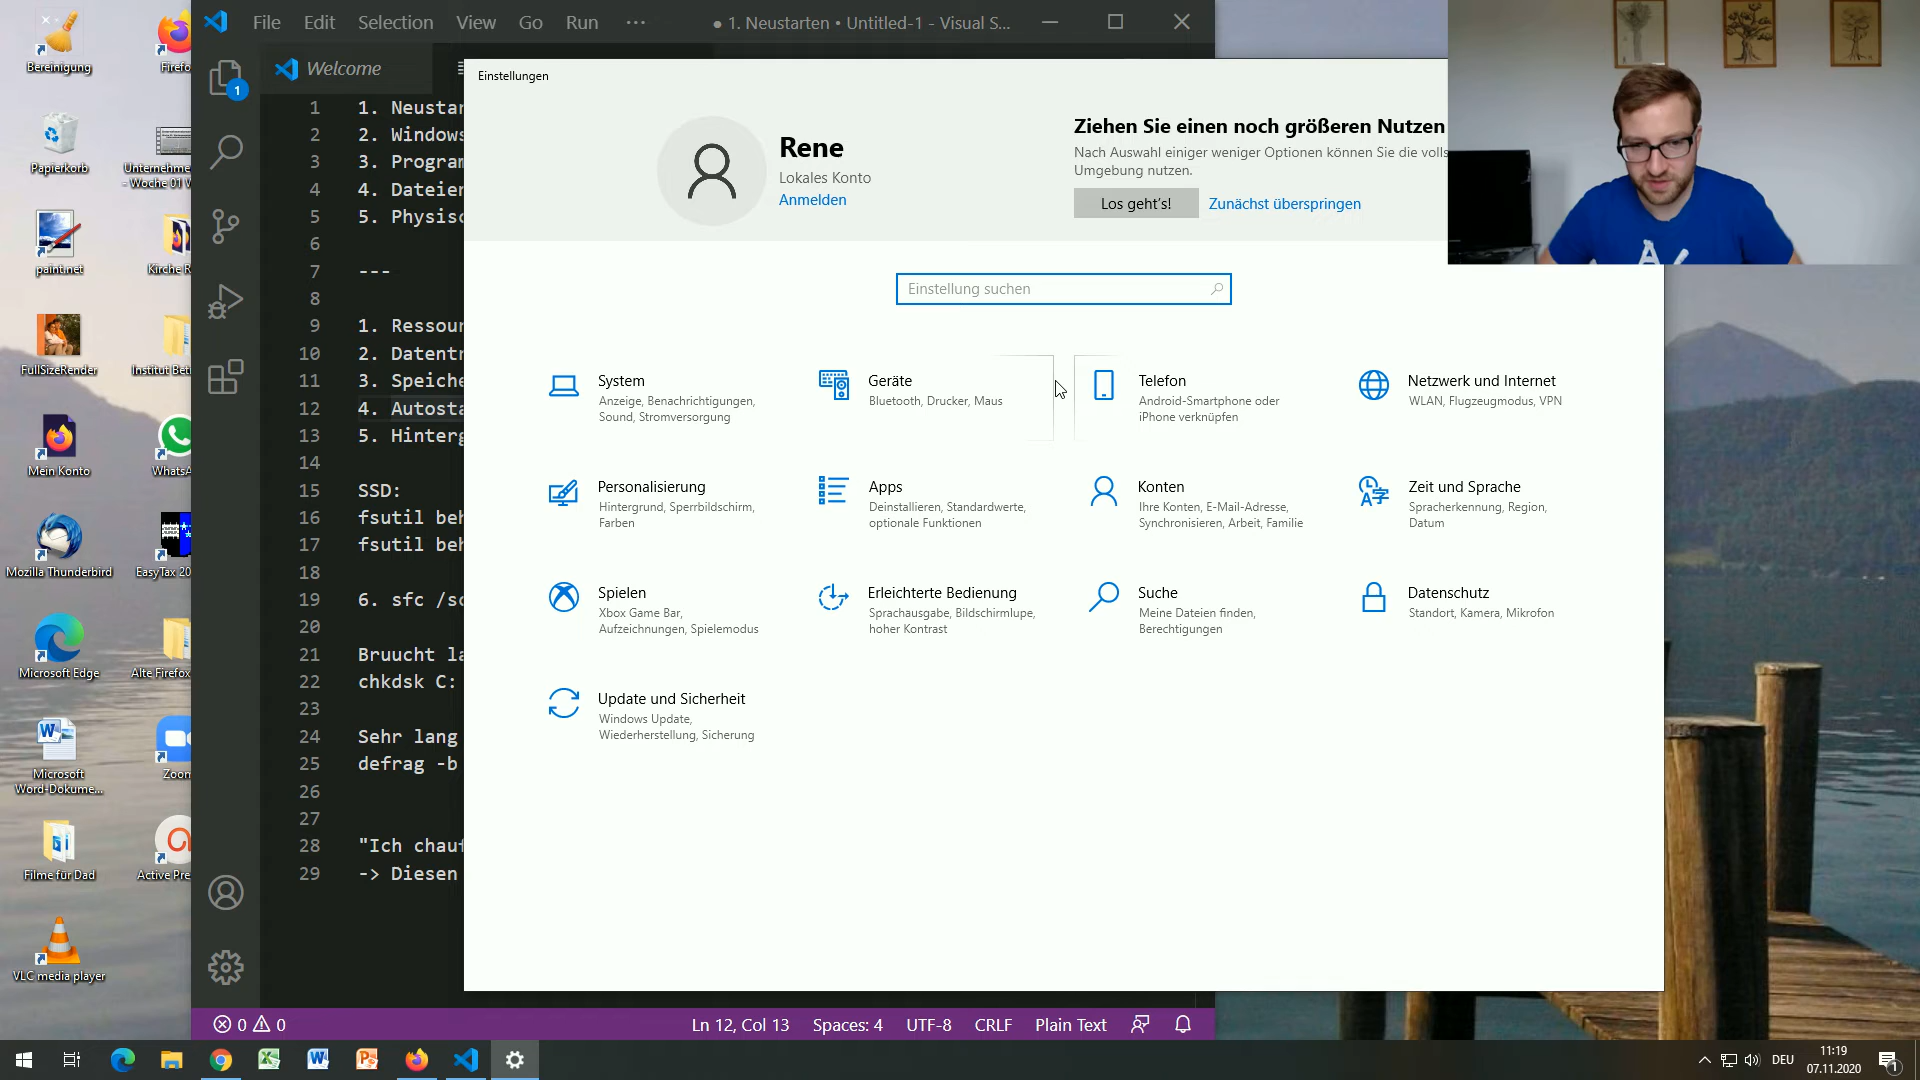 Bereinigung
Papierkorb
paint.net
FullSizeRender
Mein Konto
Mozilla Thunderbird
Microsoft Edge
Microsoft
Word-Dokume...
Filme für Dad
VLC media player
Unternehme
- Woche 01
Kirche R
EasyTax 20
Alte Firefox
Active Pre
File Edit Selection View Go Run ···
● 1. Neustarten • Untitled-1 - Visual S...
1
Welcome
1 1.
2 2. Windows
3 3.
4 4.
5 5.
6
7 ---
8
9 1.
10 2.
11 3.
12 4.
13 5.
14
15 SSD:
16 fsutil beh
17 fsutil beh
18
19 6. sfc /sc
20
21 Bruucht la
22 chkdsk C:
23
24 Sehr lang
25 defrag -b
26
27
28 "Ich chauf
29 -> Diesen
0 0
Ln 12, Col 13 Spaces: 4 UTF-8 CRLF Plain Text
Einstellungen
Rene
Lokales Konto
Anmelden
Ziehen Sie einen noch größeren Nutzen
Nach Auswahl einiger weniger Optionen können Sie die volls
Umgebung nutzen.
Los geht's! Zunächst überspringen
Einstellung suchen
System
Anzeige, Benachrichtigungen,
Sound, Stromversorgung
Geräte
Bluetooth, Drucker, Maus
Telefon
Android-Smartphone oder
iPhone verknüpfen
Netzwerk und Internet
WLAN, Flugzeugmodus, VPN
Personalisierung
Hintergrund, Sperrbildschirm,
Farben
Apps
Deinstallieren, Standardwerte,
optionale Funktionen
Konten
Ihre Konten, E-Mail-Adresse,
Synchronisieren, Arbeit, Familie
Zeit und Sprache
Spracherkennung, Region,
Datum
Spielen
Xbox Game Bar,
Aufzeichnungen, Spielemodus
Erleichterte Bedienung
Sprachausgabe, Bildschirmlupe,
hoher Kontrast
Suche
Meine Dateien finden,
Berechtigungen
Datenschutz
Standort, Kamera, Mikrofon
Update und Sicherheit
Windows Update,
Wiederherstellung, Sicherung
DEU
11:19
07.11.2020
1